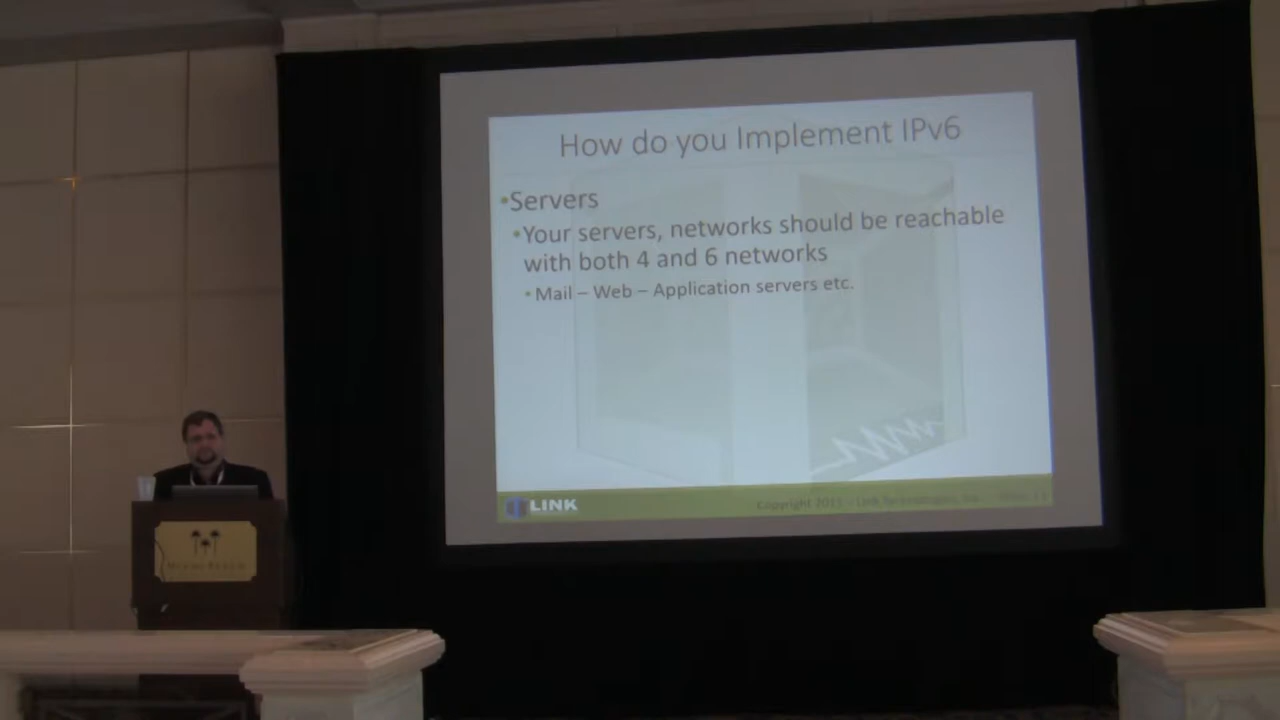 How do you Implement IPv6
•Servers
•Your servers, networks should be reachable
with both 4 and 6 networks
•Mail – Web – Application servers etc.
LINK
Copyright